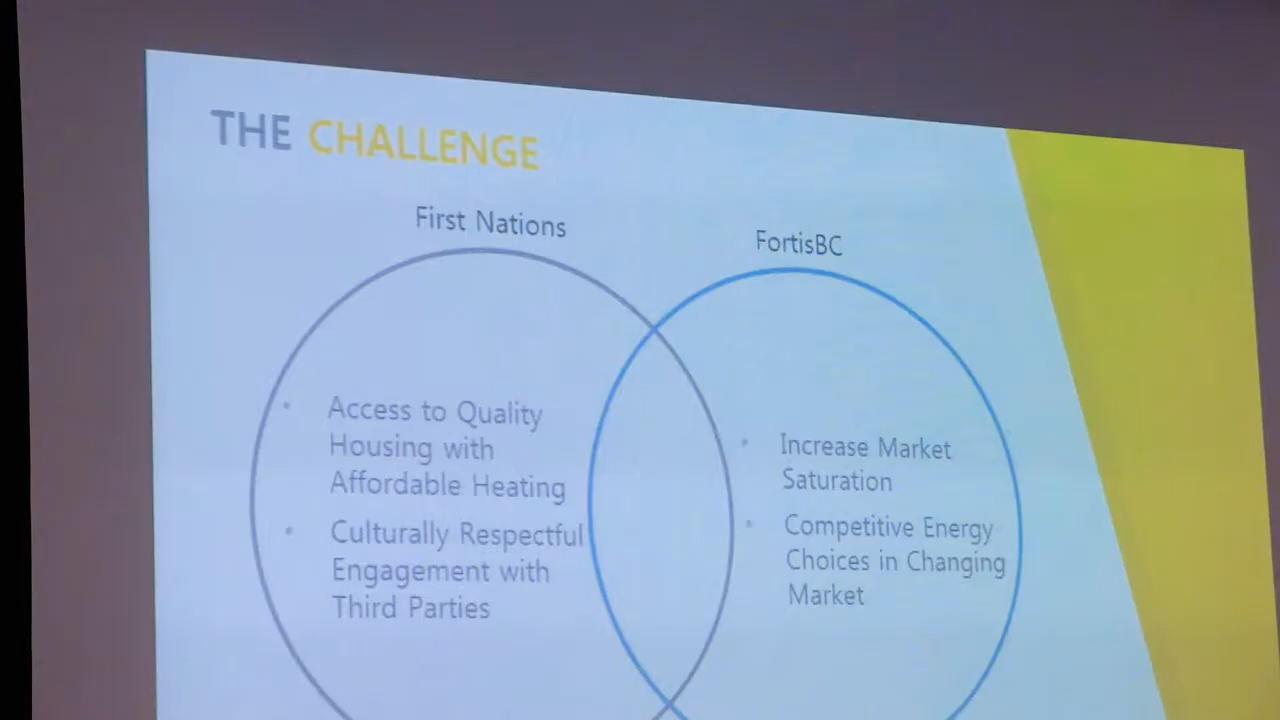 THE CHALLENGE
First Nations
FortisBC
• Access to Quality
Housing with
Affordable Heating
• Culturally Respectful
Engagement with
Third Parties
• Increase Market
Saturation
• Competitive Energy
Choices in Changing
Market